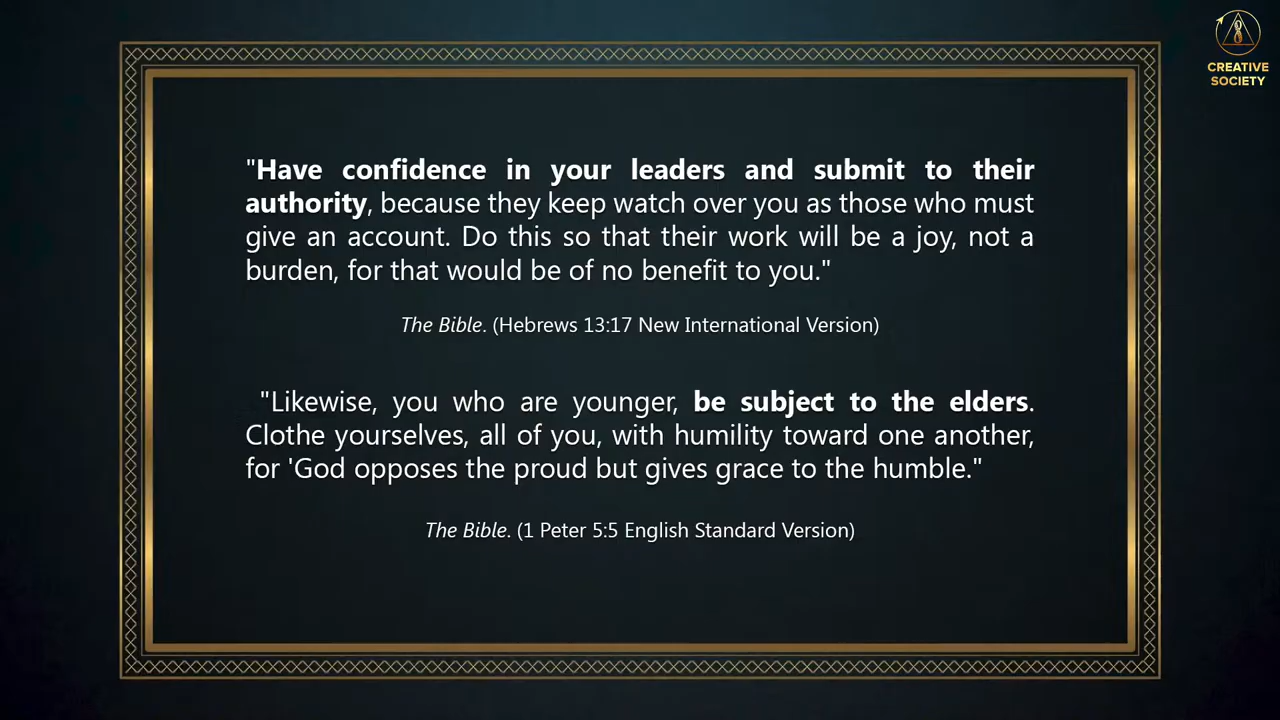 CREATIVE
SOCIETY
"Have confidence in your leaders and submit to their
authority, because they keep watch over you as those who must
give an account. Do this so that their work will be a joy, not a
burden, for that would be of no benefit to you."
The Bible. (Hebrews 13:17 New International Version)
"Likewise, you who are younger, be subject to the elders.
Clothe yourselves, all of you, with humility toward one another,
for 'God opposes the proud but gives grace to the humble."
The Bible. (1 Peter 5:5 English Standard Version)